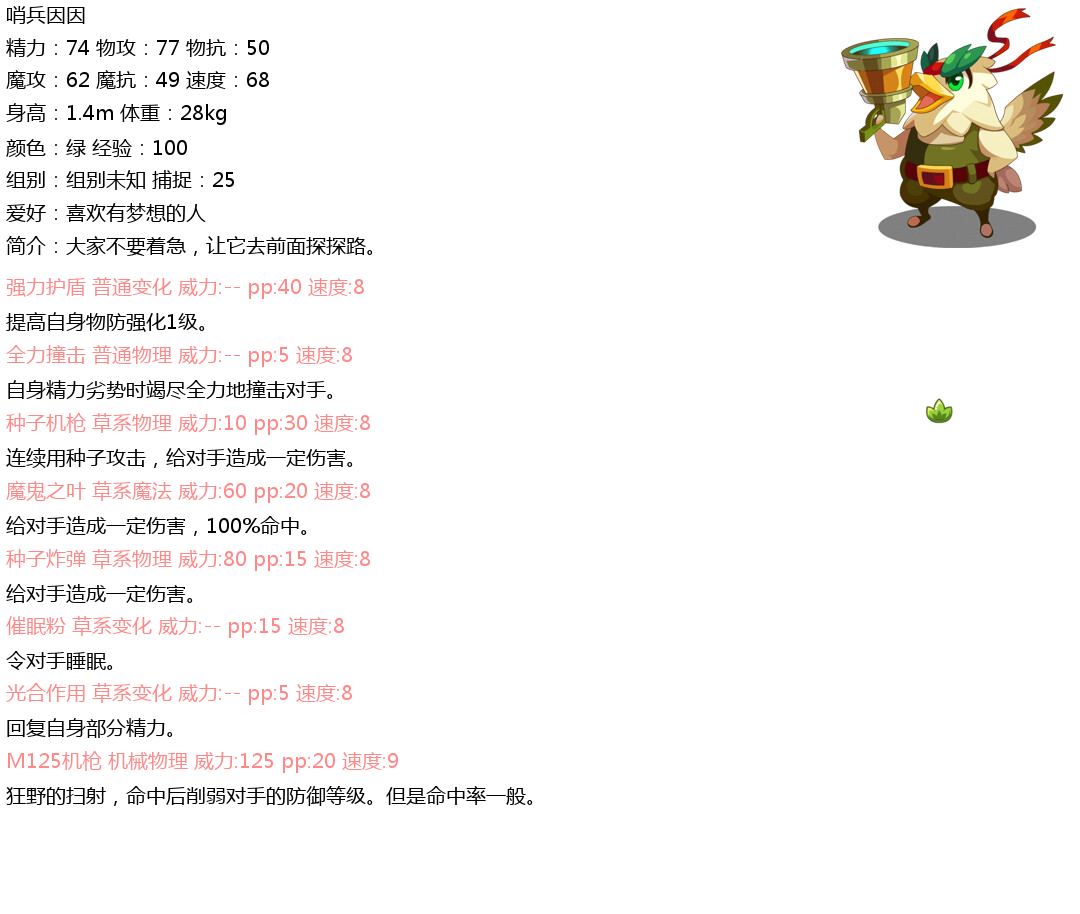 哨兵因因
精力：74 物攻：77 物抗：50
魔攻：62 魔抗：49 速度：68
身高：1.4m 体重：28kg
颜色：绿 经验：100
组别：组别未知 捕捉：25
爱好：喜欢有梦想的人
简介：大家不要着急，让它去前面探探路。
强力护盾 普通变化 威力:-- pp:40 速度:8
提高自身物防强化1级。
全力撞击 普通物理 威力:-- pp:5 速度:8
自身精力劣势时竭尽全力地撞击对手。
种子机枪 草系物理 威力:10 pp:30 速度:8
连续用种子攻击，给对手造成一定伤害。
魔鬼之叶 草系魔法 威力:60 pp:20 速度:8
给对手造成一定伤害，100%命中。
种子炸弹 草系物理 威力:80 pp:15 速度:8
给对手造成一定伤害。
催眠粉 草系变化 威力:-- pp:15 速度:8
令对手睡眠。
光合作用 草系变化 威力:-- pp:5 速度:8
回复自身部分精力。
M125机枪 机械物理 威力:125 pp:20 速度:9
狂野的扫射，命中后削弱对手的防御等级。但是命中率一般。